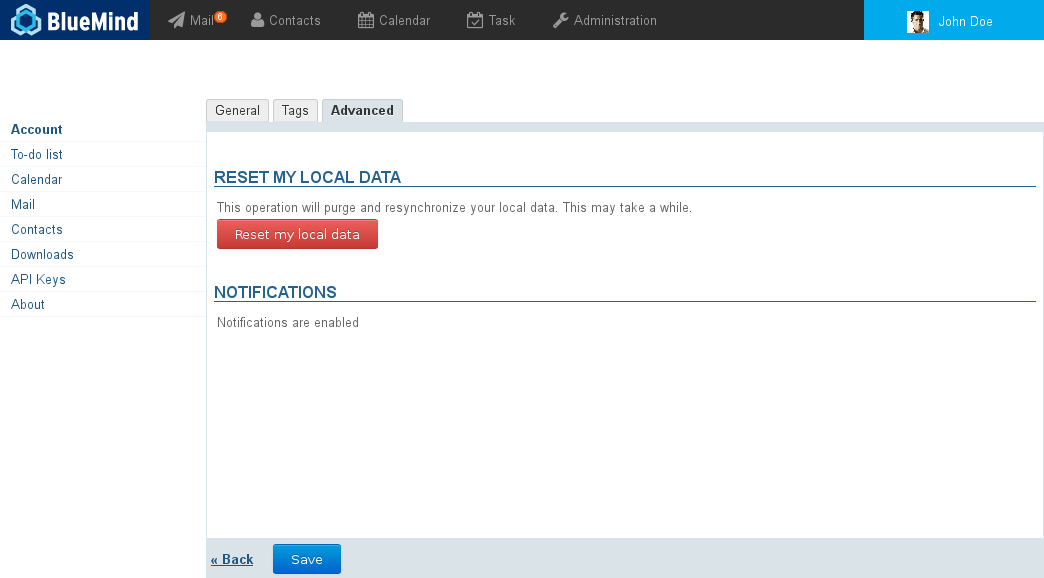 BlueMind
Mail 6 Contacts Calendar Task Administration John Doe
General Tags Advanced
Account
To-do list
Calendar
Mail
Contacts
Downloads
API Keys
About
RESET MY LOCAL DATA
This operation will purge and resynchronize your local data. This may take a while.
Reset my local data
NOTIFICATIONS
Notifications are enabled
« Back Save